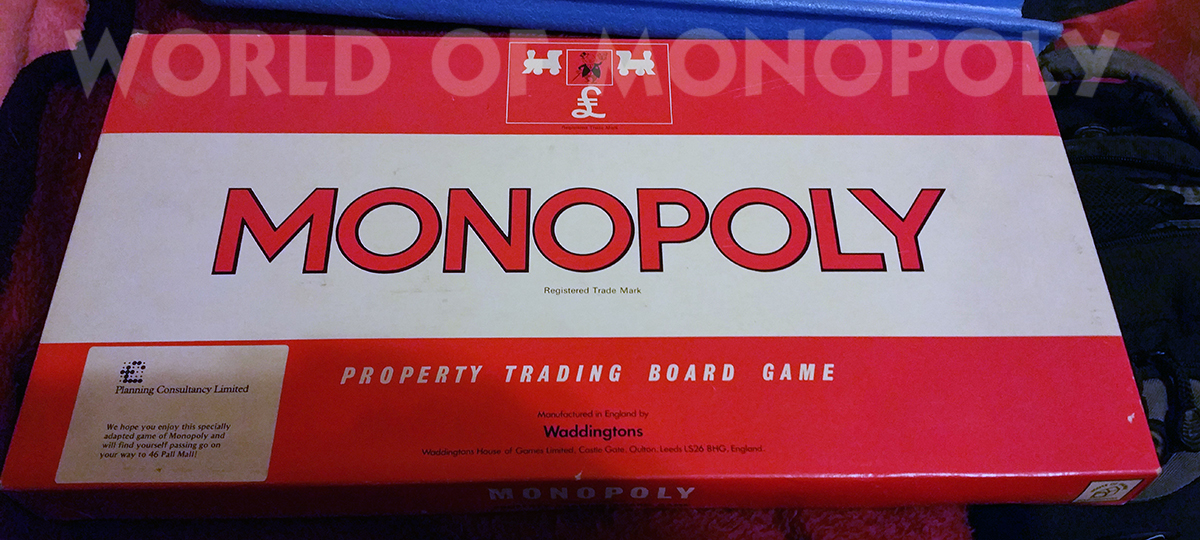 WORLD OF MONOPOLY
£
Registered Trade Mark
MONOPOLY
Registered Trade Mark
PROPERTY TRADING BOARD GAME
Planning Consultancy Limited
We hope you enjoy this specially
adapted game of Monopoly and
will find yourself passing go on
your way to 46 Pall Mall!
Manufactured in England by
Waddingtons
Waddingtons House of Games Limited, Castle Gate, Oulton, Leeds LS26 8HG, England.
MONOPOLY